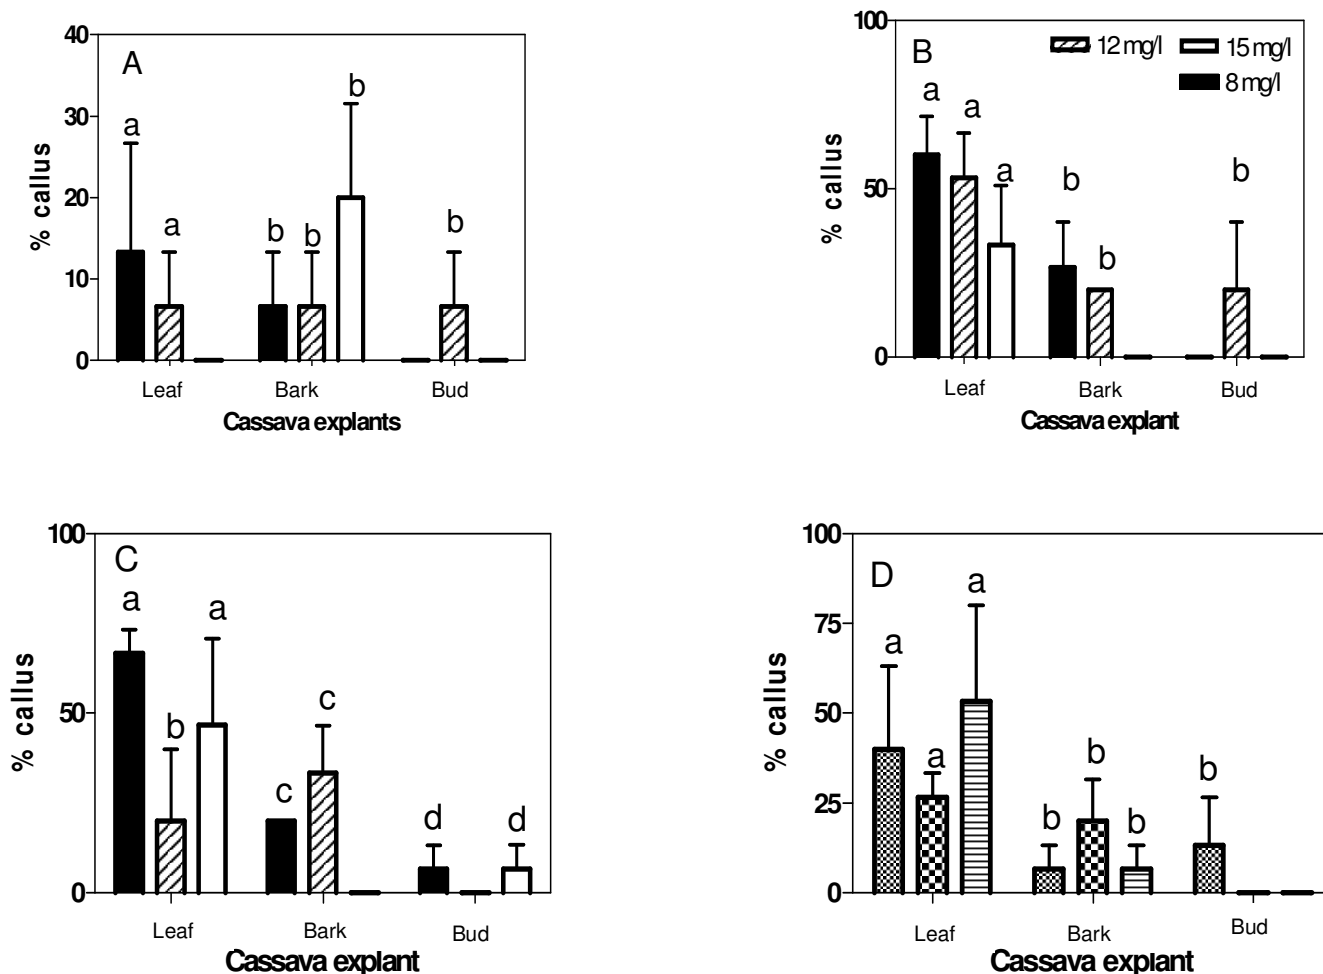 A
40
30
20
10
0
% callus
a
a
b
b
b
b
Leaf
Bark
Bud
Cassava explants
B
12 mg/l
15 mg/l
8 mg/l
100
50
0
% callus
a
a
a
b
b
b
Leaf
Bark
Bud
Cassava explant
C
100
50
0
% callus
a
b
a
c
c
d
d
Leaf
Bark
Bud
Cassava explant
D
100
75
50
25
0
% callus
a
a
a
b
b
b
b
Leaf
Bark
Bud
Cassava explant